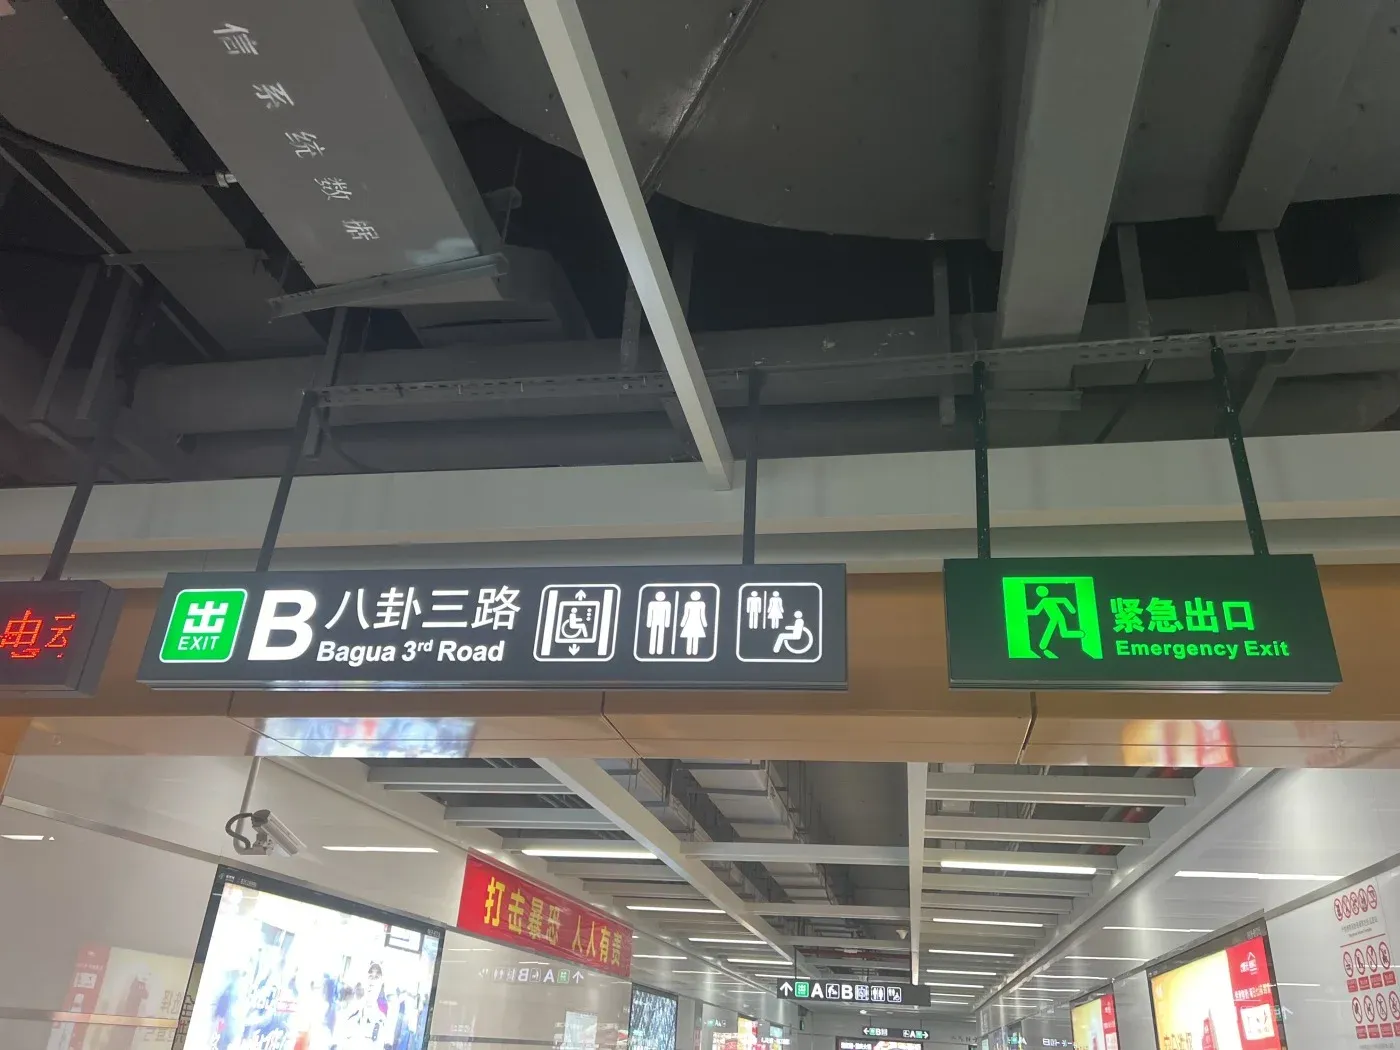 信系统数据
电
出
EXIT
B
八卦三路
Bagua 3rd Road
紧急出口
Emergency Exit
打击暴恐 人人有责
A B